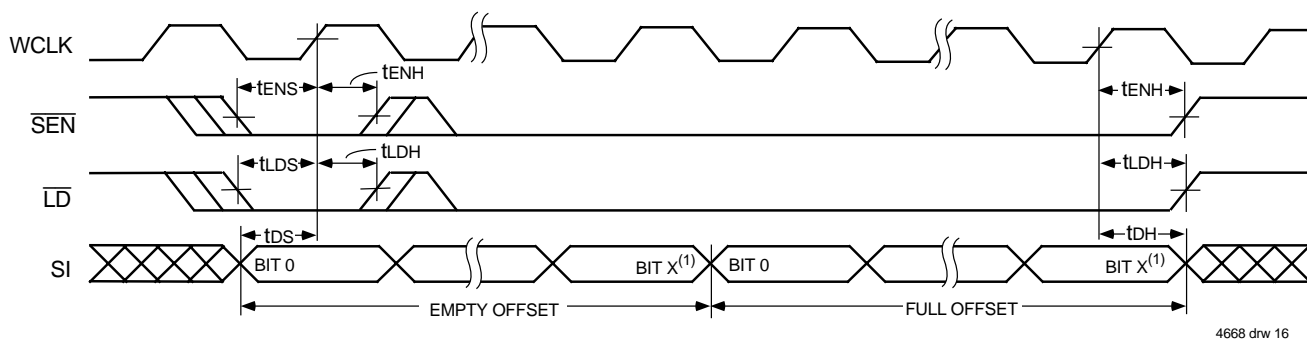 WCLK
tENS
tENH
tENH
SEN
tLDS
tLDH
tLDH
LD
tDS
tDH
SI
BIT 0
BIT X(1)
BIT 0
BIT X(1)
EMPTY OFFSET
FULL OFFSET
4668 drw 16